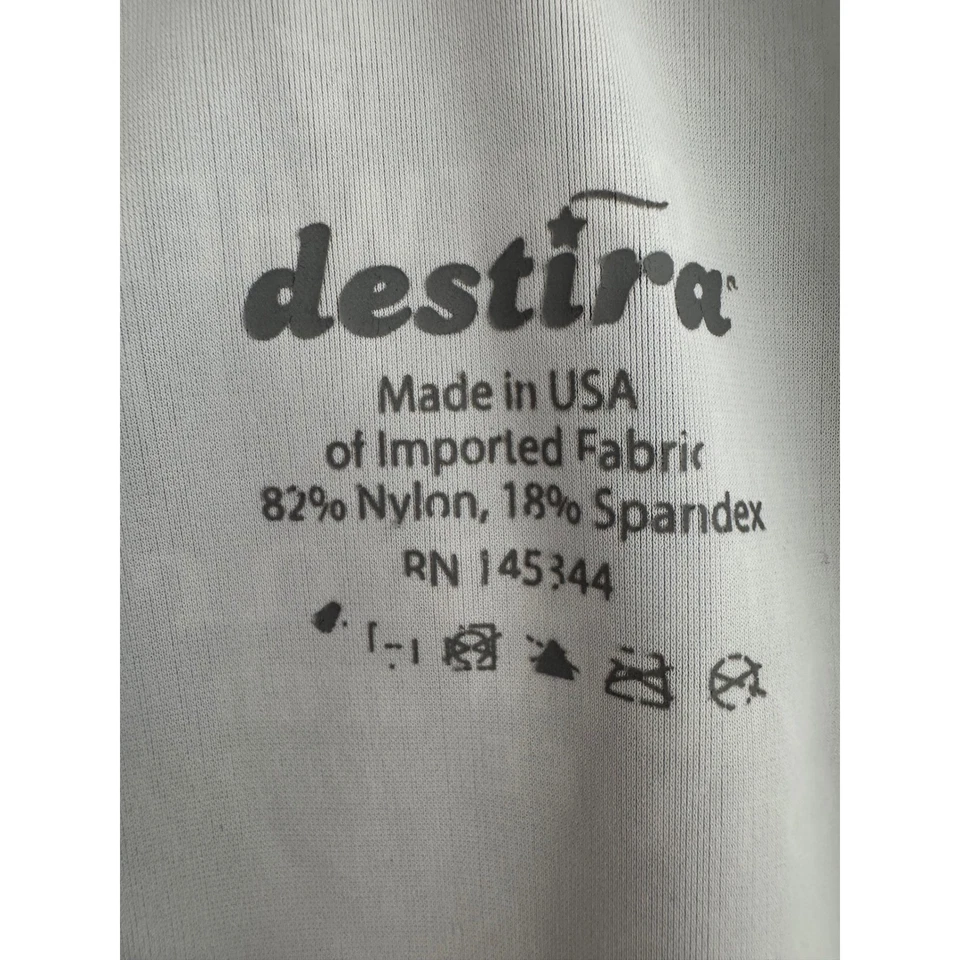 destira
Made in USA
of Imported Fabric
82% Nylon, 18% Spandex
RN 145344